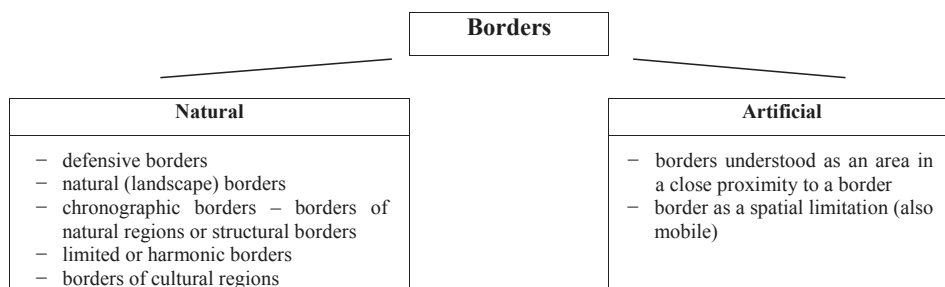 Borders
Natural
− defensive borders
− natural (landscape) borders
− chronographic borders – borders of
natural regions or structural borders
− limited or harmonic borders
− borders of cultural regions
Artificial
− borders understood as an area in
a close proximity to a border
− border as a spatial limitation (also
mobile)